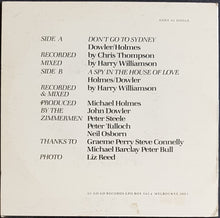 SIDE A DON'T GO TO SYDNEY
Dowler/Holmes
RECORDED by Chris Thompson
MIXED by Harry Williamson
SIDE B A SPY IN THE HOUSE OF LOVE
Holmes/Dowler
RECORDED by Harry Williamson
& MIXED
PRODUCED Michael Holmes
BY THE John Dowler
ZIMMERMEN Peter Steele
Peter Tulloch
Neil Osborn
THANKS TO Graeme Perry Steve Connelly
Michael Barclay Peter Bull
PHOTO Liz Reed